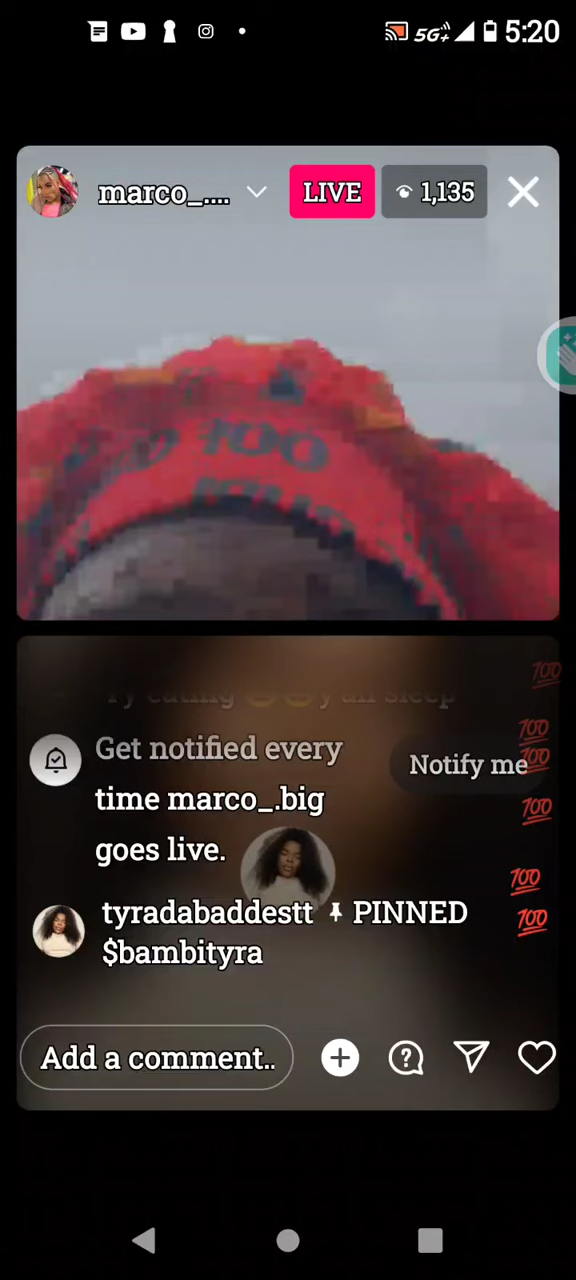 5G+ 5:20
marco_.... LIVE 1,135
100
Get notified every
time marco_.big
goes live.
Notify me
tyradabaddestt PINNED
$bambityra
Add a comment..